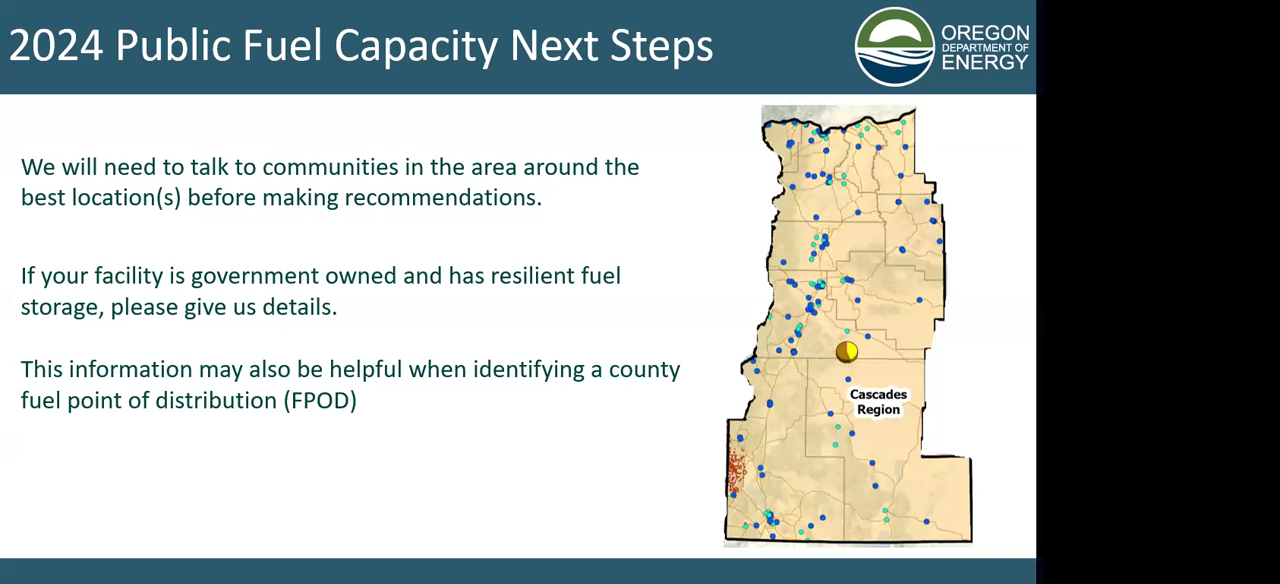 2024 Public Fuel Capacity Next Steps
OREGON
DEPARTMENT OF
ENERGY
We will need to talk to communities in the area around the
best location(s) before making recommendations.
If your facility is government owned and has resilient fuel
storage, please give us details.
This information may also be helpful when identifying a county
fuel point of distribution (FPOD)
Cascades
Region